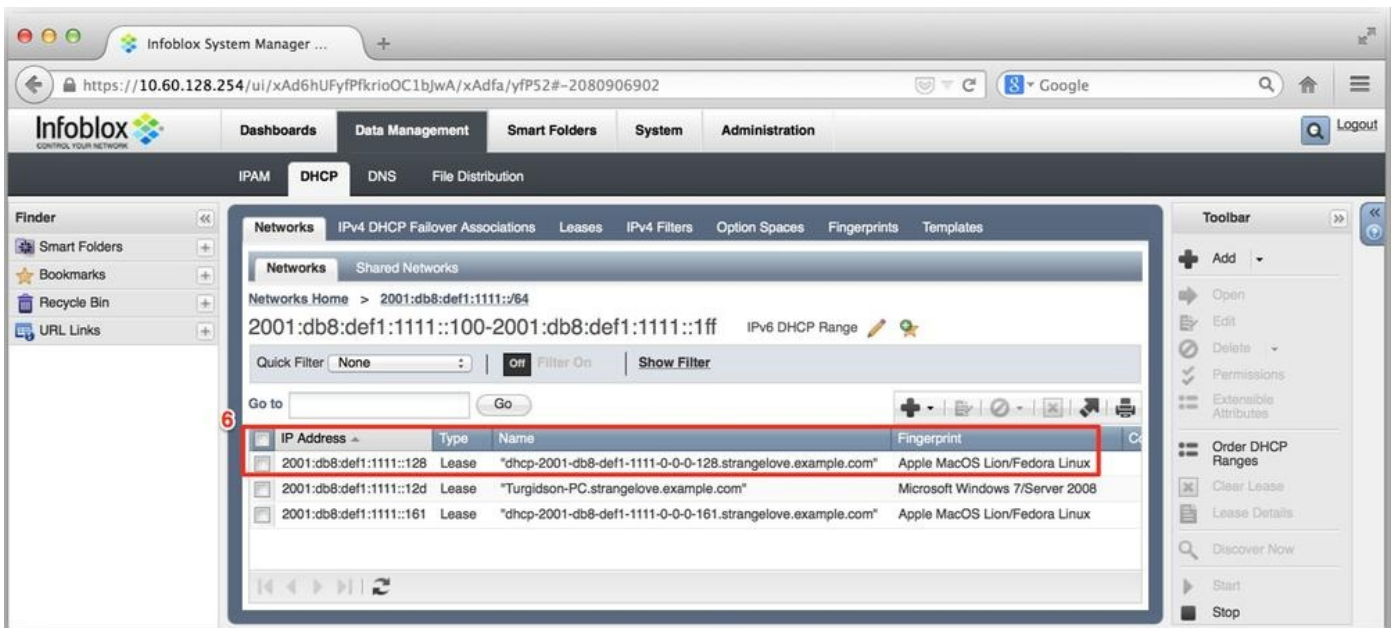 Infoblox System Manager ...
https://10.60.128.254/ui/xAd6hUFyfPfkrioOC1bJwA/xAdfa/yfP52#-2080906902
Google
Infoblox
CONTROL YOUR NETWORK
Dashboards Data Management Smart Folders System Administration
Logout
IPAM DHCP DNS File Distribution
Finder
Smart Folders
Bookmarks
Recycle Bin
URL Links
Networks IPv4 DHCP Failover Associations Leases IPv4 Filters Option Spaces Fingerprints Templates
Networks Shared Networks
Networks Home > 2001:db8:def1:1111::/64
2001:db8:def1:1111::100-2001:db8:def1:1111::1ff IPv6 DHCP Range
Quick Filter None Off Filter On Show Filter
Go to Go
6
IP Address Type Name Fingerprint Co
2001:db8:def1:1111::128 Lease "dhcp-2001-db8-def1-1111-0-0-0-128.strangelove.example.com" Apple MacOS Lion/Fedora Linux
2001:db8:def1:1111::12d Lease "Turgidson-PC.strangelove.example.com" Microsoft Windows 7/Server 2008
2001:db8:def1:1111::161 Lease "dhcp-2001-db8-def1-1111-0-0-0-161.strangelove.example.com" Apple MacOS Lion/Fedora Linux
Toolbar
Add
Open
Edit
Delete
Permissions
Extensible
Attributes
Order DHCP
Ranges
Clear Lease
Lease Details
Discover Now
Start
Stop